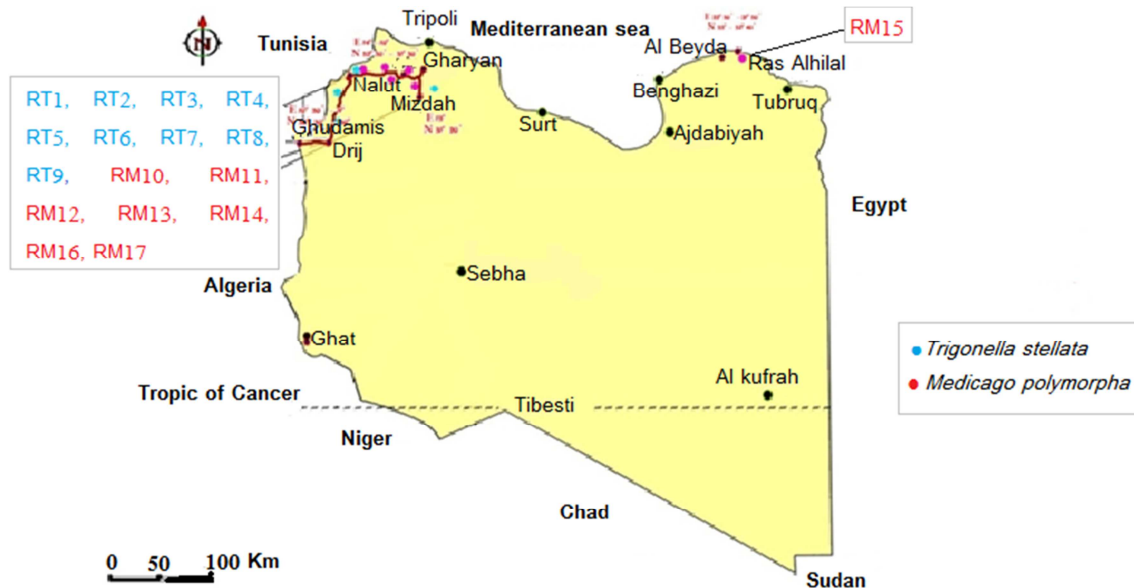 Tripoli
Mediterranean sea
RM15
N
Tunisia
Al Beyda
Gharyan
Ras Alhilal
Nalut
Benghazi
Tubruq
Mizdah
RT1, RT2, RT3, RT4,
RT5, RT6, RT7, RT8,
RT9, RM10, RM11,
RM12, RM13, RM14,
RM16, RM17
Surt
Ghudamis
Ajdabiyah
Drij
Egypt
Sebha
Algeria
Ghat
Trigonella stellata
Medicago polymorpha
Al kufrah
Tropic of Cancer
Tibesti
Niger
Chad
0 50 100 Km
Sudan